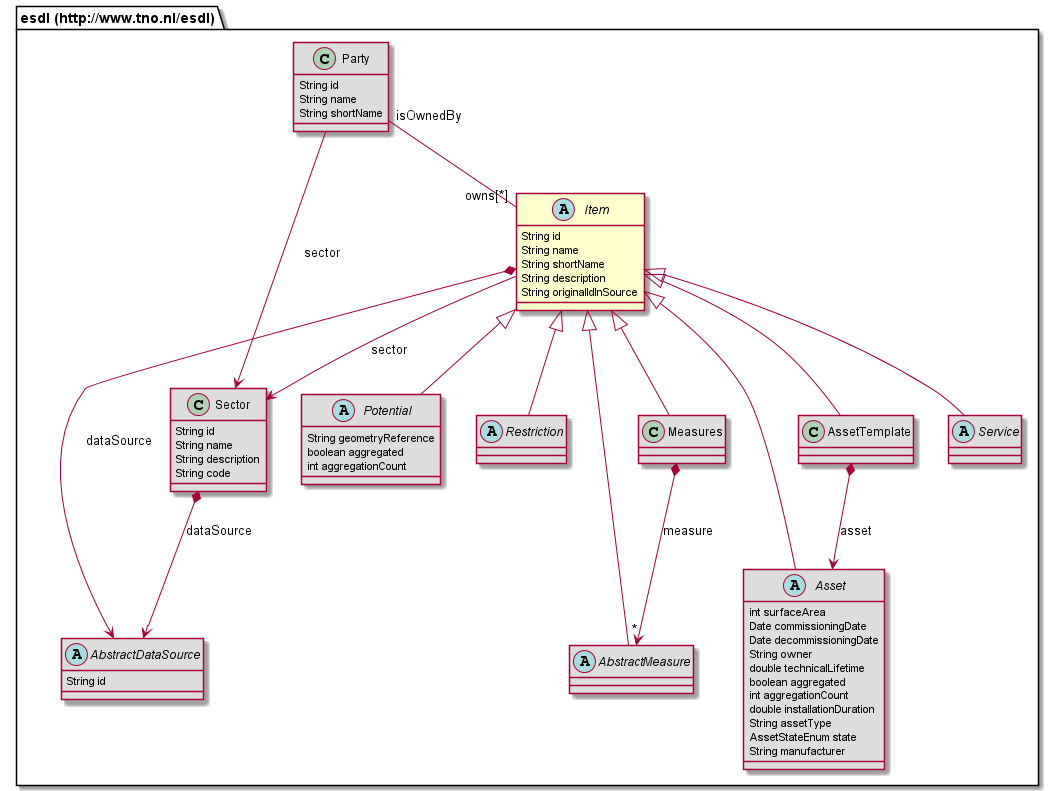 esdl (http://www.tno.nl/esdl)
C Party
String id
String name
String shortName
isOwnedBy
owns[*]
A Item
String id
String name
String shortName
String description
String originalIdInSource
sector
sector
dataSource
C Sector
String id
String name
String description
String code
A Potential
String geometryReference
boolean aggregated
int aggregationCount
A Restriction
C Measures
C AssetTemplate
A Service
dataSource
measure
asset
*
A AbstractDataSource
String id
A AbstractMeasure
A Asset
int surfaceArea
Date commissioningDate
Date decommissioningDate
String owner
double technicalLifetime
boolean aggregated
int aggregationCount
double installationDuration
String assetType
AssetStateEnum state
String manufacturer